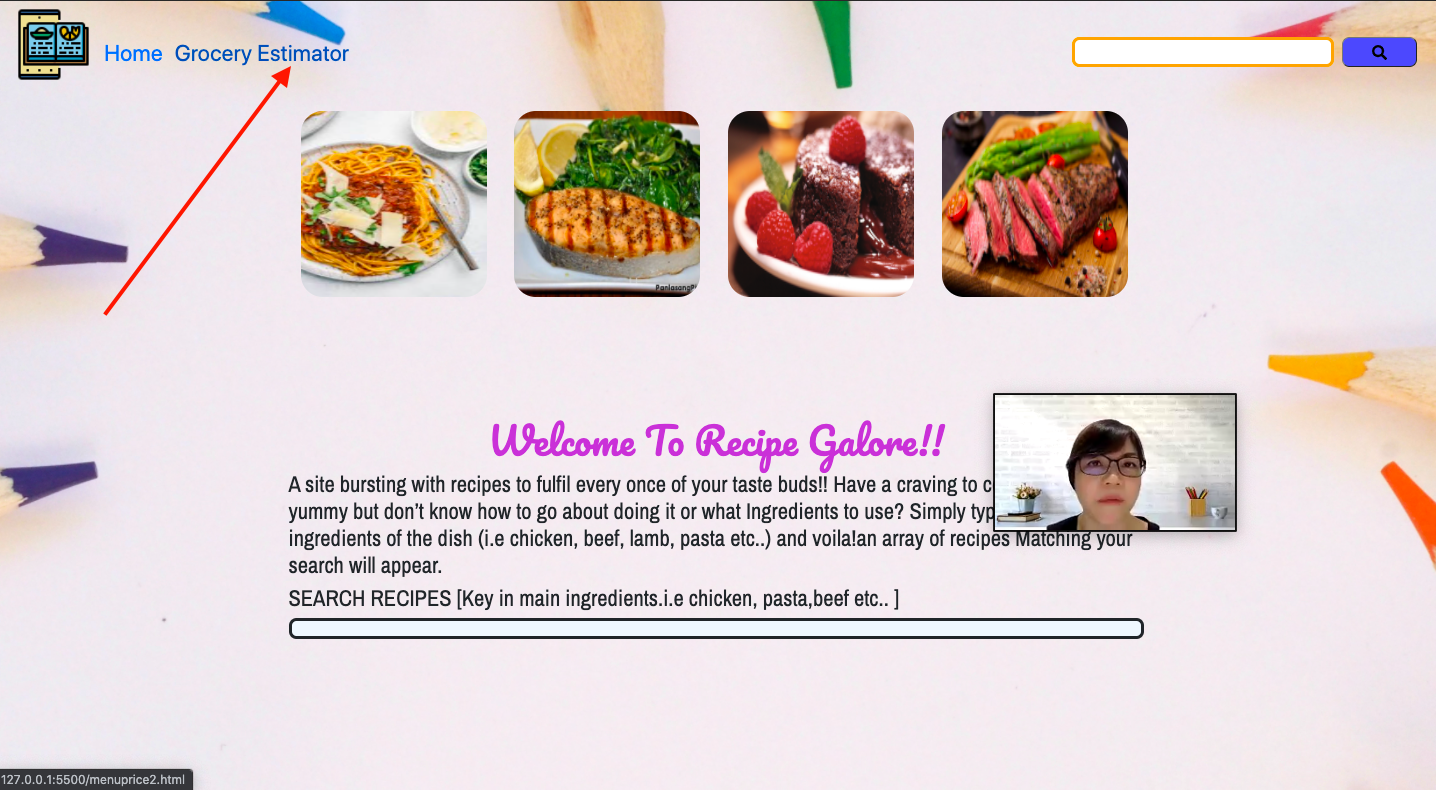 Home Grocery Estimator
Welcome To Recipe Galore!!
A site bursting with recipes to fulfil every once of your taste buds!! Have a craving to
yummy but don't know how to go about doing it or what Ingredients to use? Simply
ingredients of the dish (i.e chicken, beef, lamb, pasta etc..) and voila!an array of recipes Matching your
search will appear.
SEARCH RECIPES [Key in main ingredients.i.e chicken, pasta,beef etc.. ]
127.0.0.1:5500/menuprice2.html